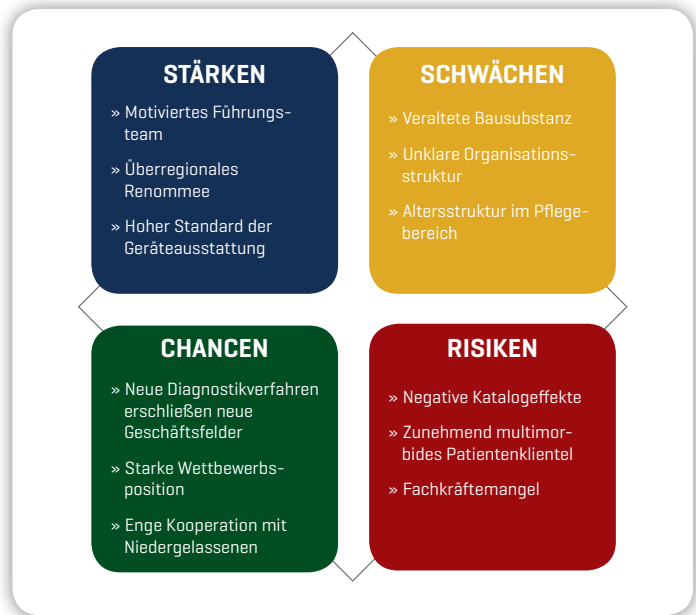 STÄRKEN
» Motiviertes Führungs-
team
» Überregionales
Renommee
» Hoher Standard der
Geräteausstattung
SCHWÄCHEN
» Veraltete Bausubstanz
» Unklare Organisations-
struktur
» Altersstruktur im Pflege-
bereich
CHANCEN
» Neue Diagnostikverfahren
erschließen neue
Geschäftsfelder
» Starke Wettbewerbs-
position
» Enge Kooperation mit
Niedergelassenen
RISIKEN
» Negative Katalogeffekte
» Zunehmend multimor-
bides Patientenklientel
» Fachkräftemangel